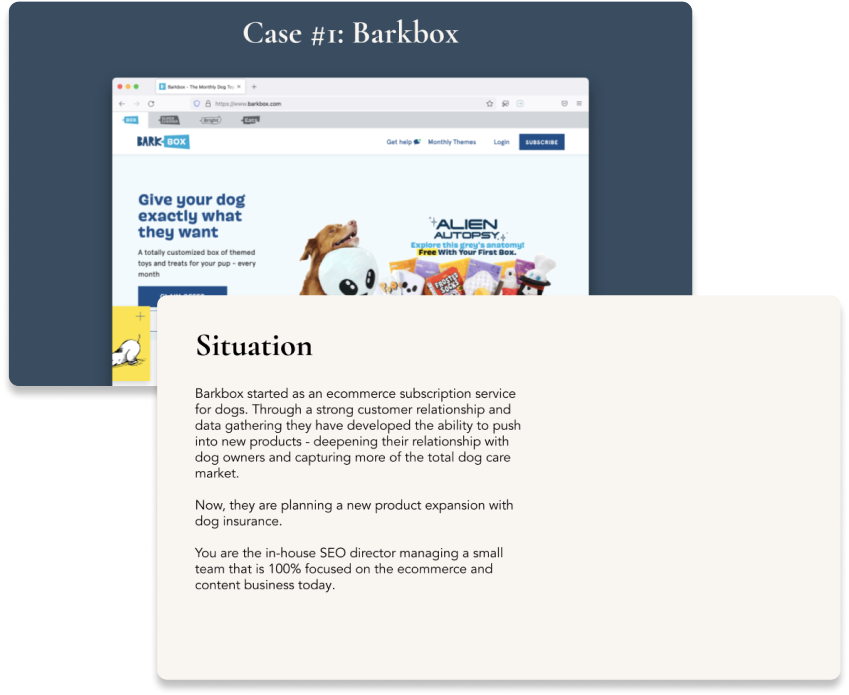 Case #1: Barkbox
Barkbox - The Monthly Dog Toy
https://www.barkbox.com
BOX
Bright
Eats
BARK BOX
Get help
Monthly Themes
Login
SUBSCRIBE
Give your dog
exactly what
they want
A totally customized box of themed
toys and treats for your pup - every
month
ALIEN
AUTOPSY
Explore this grey's anatomy!
Free With Your First Box.
FROSTED
SOCKS
Situation
Barkbox started as an ecommerce subscription service
for dogs. Through a strong customer relationship and
data gathering they have developed the ability to push
into new products - deepening their relationship with
dog owners and capturing more of the total dog care
market.
Now, they are planning a new product expansion with
dog insurance.
You are the in-house SEO director managing a small
team that is 100% focused on the ecommerce and
content business today.